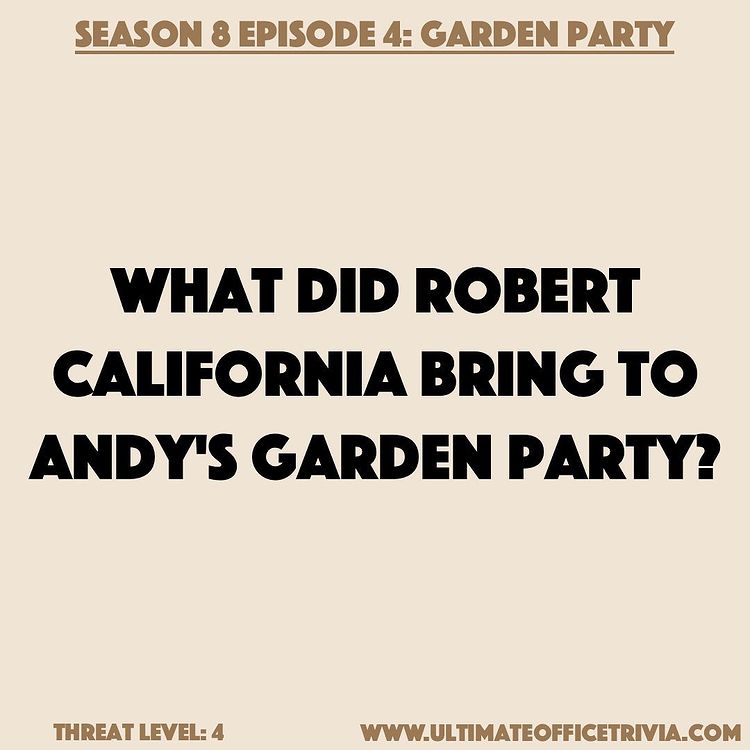 SEASON 8 EPISODE 4: GARDEN PARTY
WHAT DID ROBERT
CALIFORNIA BRING TO
ANDY'S GARDEN PARTY?
THREAT LEVEL: 4
WWW.ULTIMATEOFFICETRIVIA.COM